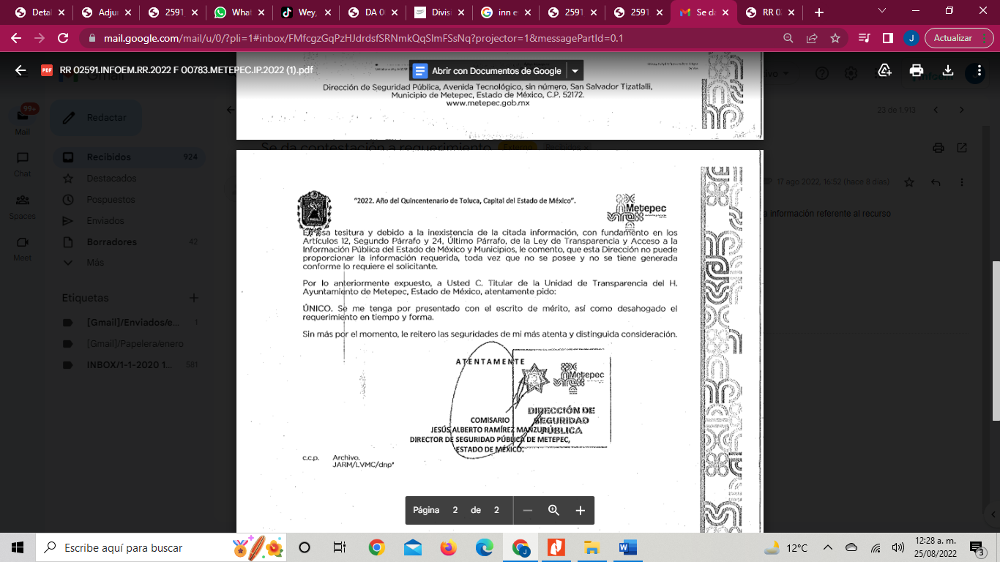 Detal
Adjun
2591_
What
Wey,
DA 0
Divisi
inn e
2591
2591
Se da
RR 02
mail.google.com/mail/u/0/?pli=1#inbox/FMfcgzGqPzHJdrdsfSRNmkQqSlmFSsNq?projector=1&messagePartId=0.1
J
Actualizar
RR 02591.INFOEM.RR.2022 F 00783.METEPEC.IP.2022 (1).pdf
Abrir con Documentos de Google
Gmail
99+
Mail
Chat
Spaces
Meet
Redactar
Recibidos 924
Destacados
Pospuestos
Enviados
Borradores 42
Más
Etiquetas
[Gmail]/Enviados/e... 1
[Gmail]/Papelera/enero
INBOX/1-1-2020 1... 581
23 de 1,913
Se da contestación a requerimiento
Externo
Recibidos
17 ago 2022, 16:52 (hace 8 días)
a información referente al recurso
Dirección de Seguridad Pública, Avenida Tecnológico, sin número, San Salvador Tizatlalli,
Municipio de Metepec, Estado de México, C.P. 52172.
www.metepec.gob.mx
"2022. Año del Quincentenario de Toluca, Capital del Estado de México".
Metepec
En esa tesitura y debido a la inexistencia de la citada información, con fundamento en los
Artículos 12, Segundo Párrafo y 24, Último Párrafo, de la Ley de Transparencia y Acceso a la
Información Pública del Estado de México y Municipios, le comento, que esta Dirección no puede
proporcionar la información requerida, toda vez que no se posee y no se tiene generada
conforme lo requiere el solicitante.
Por lo anteriormente expuesto, a Usted C. Titular de la Unidad de Transparencia del H.
Ayuntamiento de Metepec, Estado de México, atentamente pido:
ÚNICO. Se me tenga por presentado con el escrito de mérito, así como desahogado el
requerimiento en tiempo y forma.
Sin más por el momento, le reitero las seguridades de mi más atenta y distinguida consideración.
ATENTAMENTE
Metepec
DIRECCIÓN DE
SEGURIDAD
PÚBLICA
COMISARIO
JESÚS ALBERTO RAMÍREZ MANZUR
DIRECTOR DE SEGURIDAD PÚBLICA DE METEPEC,
ESTADO DE MÉXICO.
c.c.p. Archivo.
JARM/LVMC/dnp*
Página 2 de 2
Escribe aquí para buscar
12°C
12:28 a. m.
25/08/2022
3